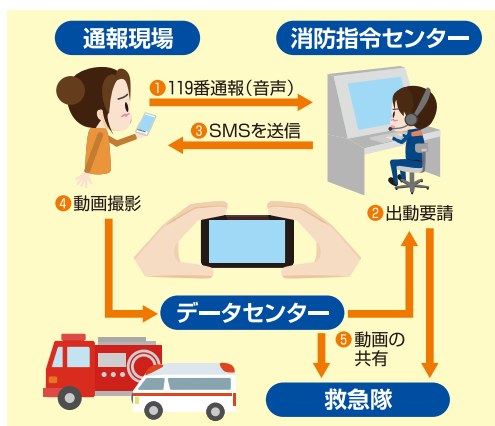 通報現場
消防指令センター
❶119番通報(音声)
❸SMSを送信
❹動画撮影
❷出動要請
データセンター
❺動画の
共有
救急隊